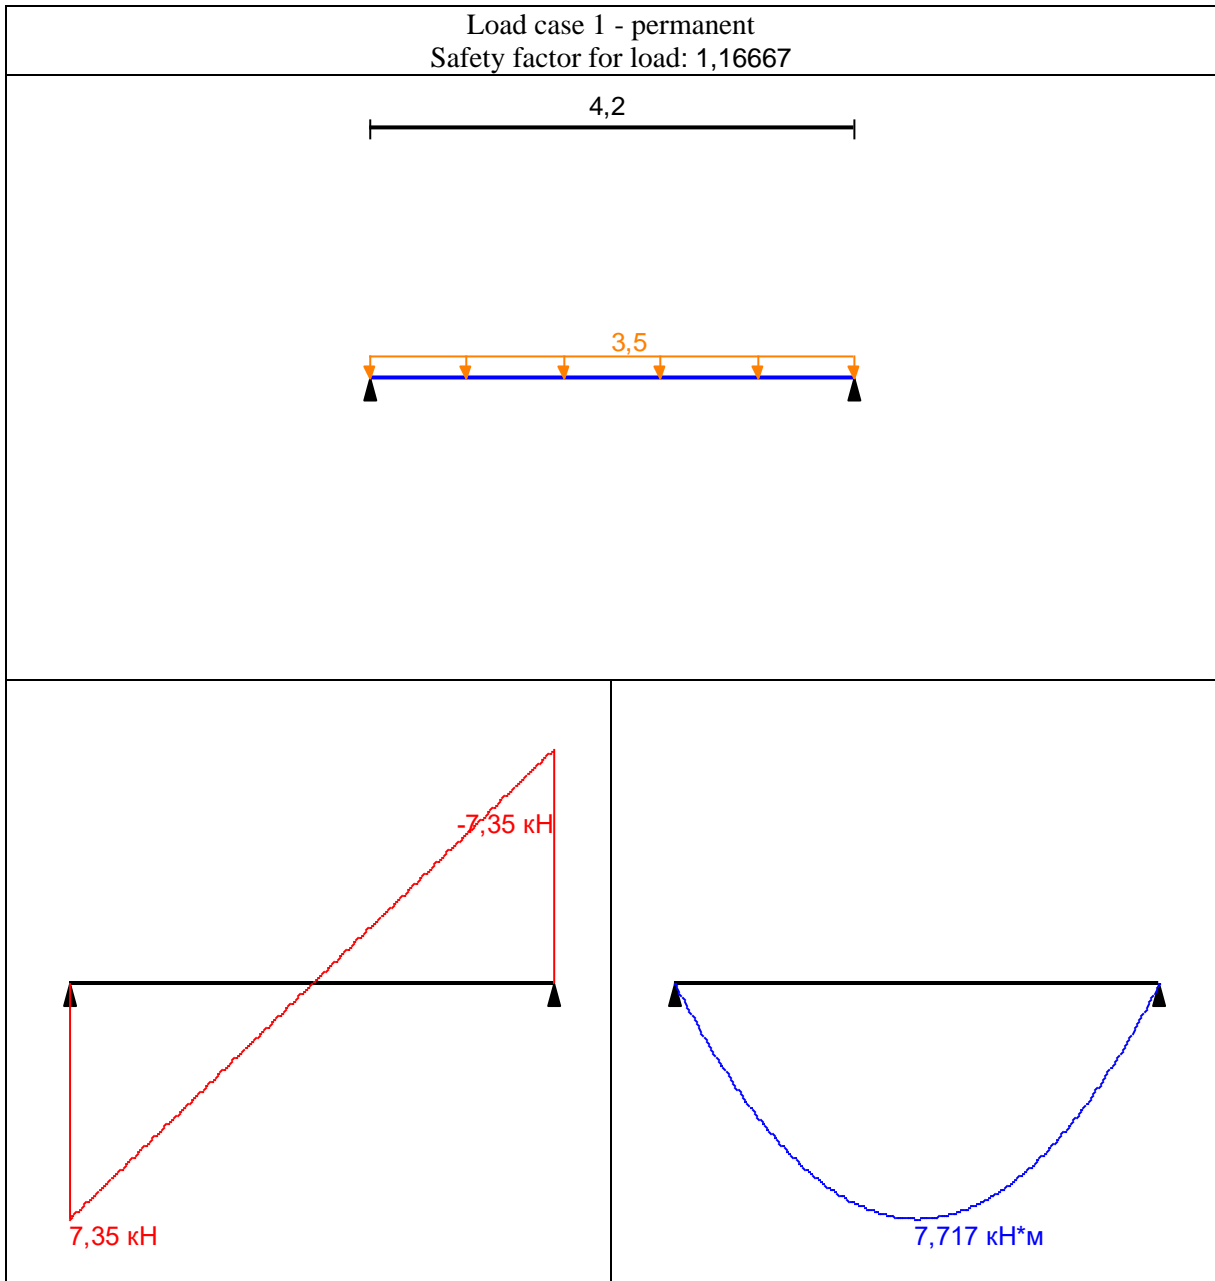 Load case 1 - permanent
Safety factor for load: 1,16667
4,2
3,5
-7,35 кН
7,35 кН
7,717 кН*м